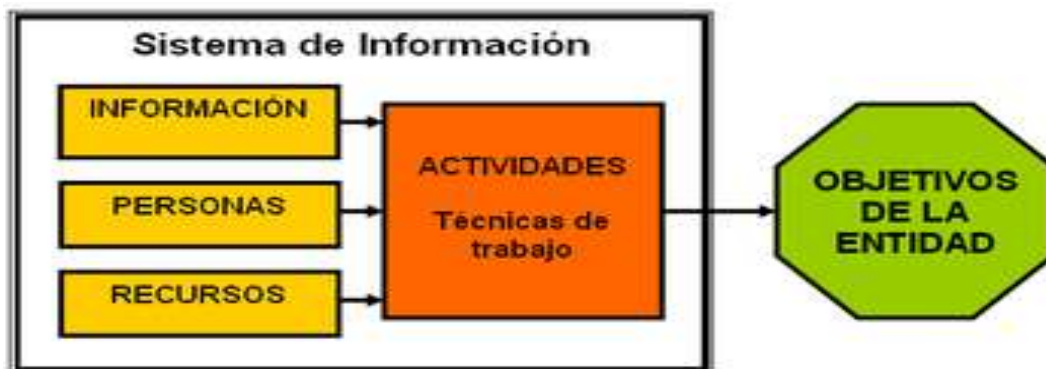 Sistema de Información
INFORMACIÓN
PERSONAS
RECURSOS
ACTIVIDADES
Técnicas de
trabajo
OBJETIVOS
DE LA
ENTIDAD